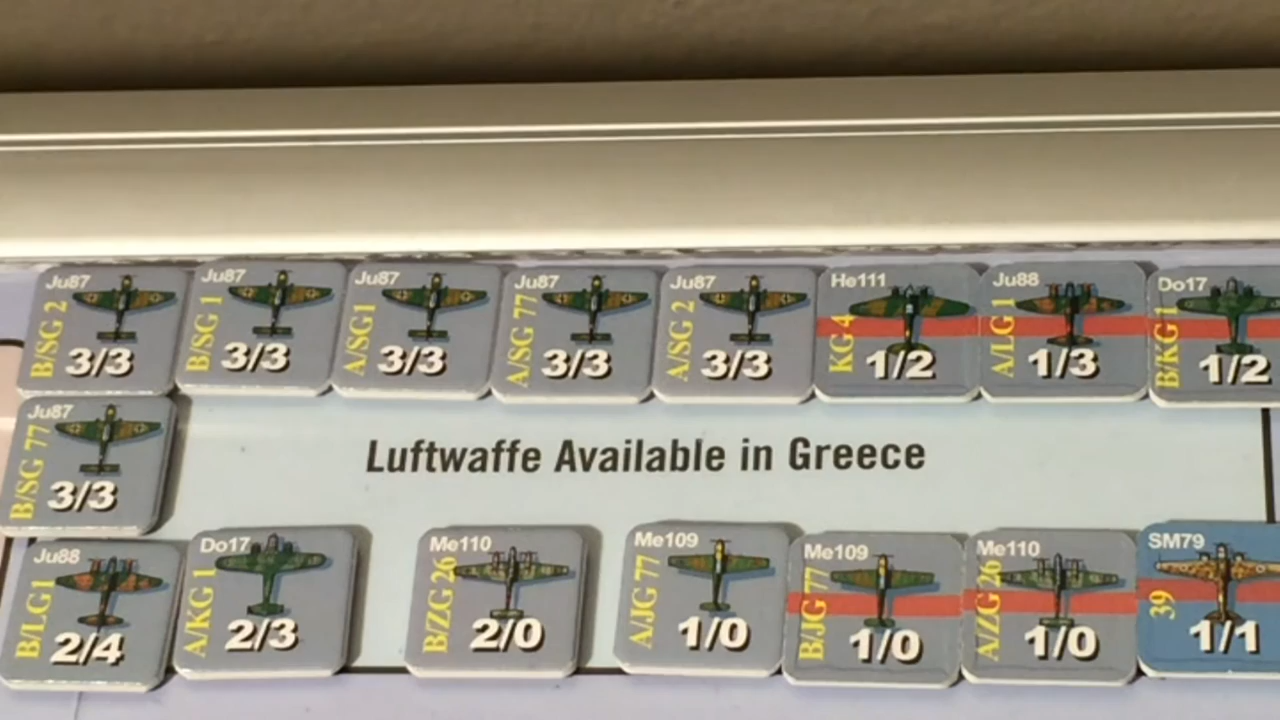 Ju87 B/SG 2 3/3
Ju87 B/SG 1 3/3
Ju87 A/SG1 3/3
Ju87 A/SG 77 3/3
Ju87 A/SG 2 3/3
He111 KG 4 1/2
Ju88 A/LG 1 1/3
Do17 B/KG 1 1/2
Ju87 B/SG 77 3/3
Luftwaffe Available in Greece
Ju88 B/LG1 2/4
Do17 A/KG 1 2/3
Me110 B/ZG 26 2/0
Me109 A/JG 77 1/0
Me109 B/JG 77 1/0
Me110 A/ZG 26 1/0
SM79 39 1/1